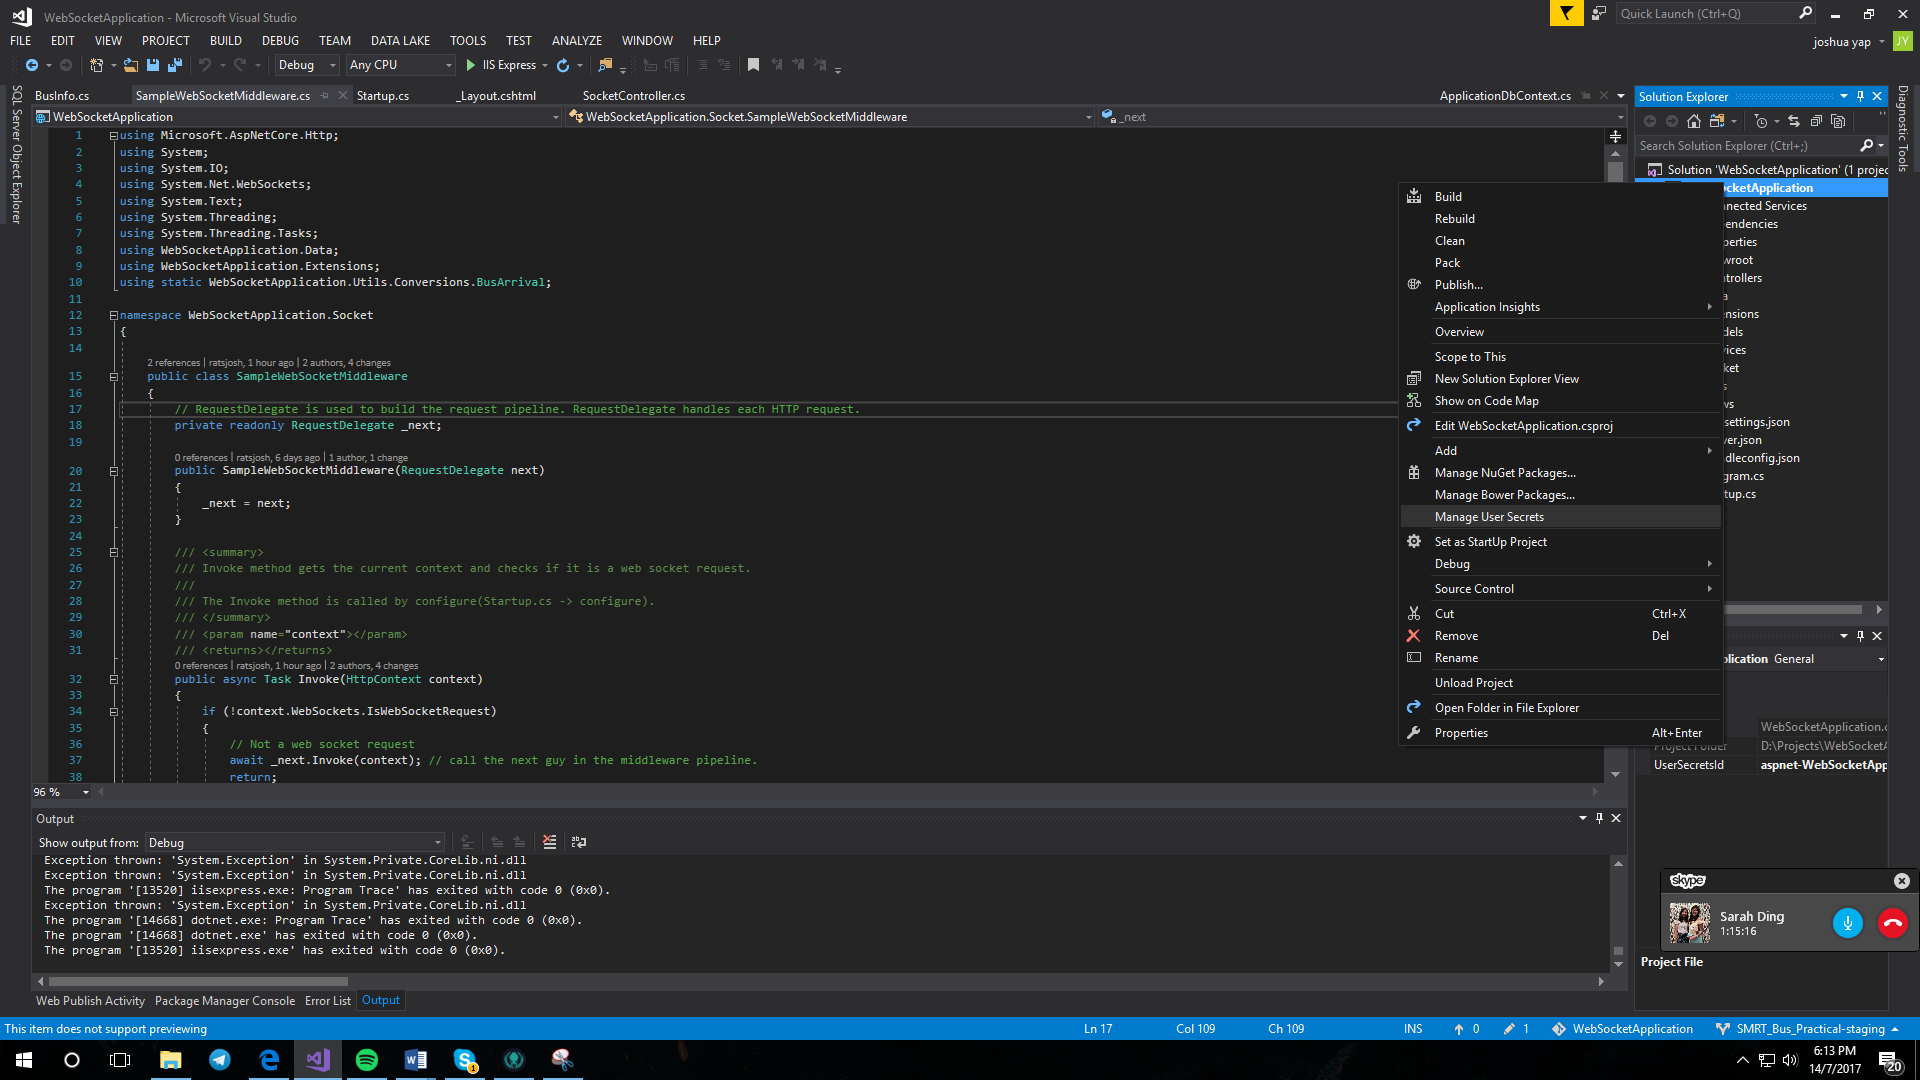 WebSocketApplication - Microsoft Visual Studio
Quick Launch (Ctrl+Q)
FILE EDIT VIEW PROJECT BUILD DEBUG TEAM DATA LAKE TOOLS TEST ANALYZE WINDOW HELP
joshua yap JY
Debug Any CPU IIS Express
SQL Server Object Explorer
BusInfo.cs SampleWebSocketMiddleware.cs Startup.cs _Layout.cshtml SocketController.cs ApplicationDbContext.cs
WebSocketApplication WebSocketApplication.Socket.SampleWebSocketMiddleware _next
1 using Microsoft.AspNetCore.Http;
2 using System;
3 using System.IO;
4 using System.Net.WebSockets;
5 using System.Text;
6 using System.Threading;
7 using System.Threading.Tasks;
8 using WebSocketApplication.Data;
9 using WebSocketApplication.Extensions;
10 using static WebSocketApplication.Utils.Conversions.BusArrival;
11
12 namespace WebSocketApplication.Socket
13 {
14
2 references | ratsjosh, 1 hour ago | 2 authors, 4 changes
15 public class SampleWebSocketMiddleware
16 {
17 // RequestDelegate is used to build the request pipeline. RequestDelegate handles each HTTP request.
18 private readonly RequestDelegate _next;
19
0 references | ratsjosh, 6 days ago | 1 author, 1 change
20 public SampleWebSocketMiddleware(RequestDelegate next)
21 {
22 _next = next;
23 }
24
25 /// <summary>
26 /// Invoke method gets the current context and checks if it is a web socket request.
27 ///
28 /// The Invoke method is called by configure(Startup.cs -> configure).
29 /// </summary>
30 /// <param name="context"></param>
31 /// <returns></returns>
0 references | ratsjosh, 1 hour ago | 2 authors, 4 changes
32 public async Task Invoke(HttpContext context)
33 {
34 if (!context.WebSockets.IsWebSocketRequest)
35 {
36 // Not a web socket request
37 await _next.Invoke(context); // call the next guy in the middleware pipeline.
38 return;
96 %
Build
Rebuild
Clean
Pack
Publish...
Application Insights
Overview
Scope to This
New Solution Explorer View
Show on Code Map
Edit WebSocketApplication.csproj
Add
Manage NuGet Packages...
Manage Bower Packages...
Manage User Secrets
Set as StartUp Project
Debug
Source Control
Cut Ctrl+X
Remove Del
Rename
Unload Project
Open Folder in File Explorer
Properties Alt+Enter
Solution Explorer
Search Solution Explorer (Ctrl+;)
Solution 'WebSocketApplication' (1 projec
ocketApplication
nnected Services
pendencies
perties
wroot
ntrollers
a
ensions
dels
vices
ket
s
ws
settings.json
wer.json
ndleconfig.json
gram.cs
tup.cs
Diagnostic Tools
plication General
WebSocketApplication.c
Project Folder D:\Projects\WebSocketA
UserSecretsId aspnet-WebSocketApp
Project File
skype
Sarah Ding
1:15:16
Output
Show output from: Debug
Exception thrown: 'System.Exception' in System.Private.CoreLib.ni.dll
Exception thrown: 'System.Exception' in System.Private.CoreLib.ni.dll
The program '[13520] iisexpress.exe: Program Trace' has exited with code 0 (0x0).
Exception thrown: 'System.Exception' in System.Private.CoreLib.ni.dll
The program '[14668] dotnet.exe: Program Trace' has exited with code 0 (0x0).
The program '[14668] dotnet.exe' has exited with code 0 (0x0).
The program '[13520] iisexpress.exe' has exited with code 0 (0x0).
Web Publish Activity Package Manager Console Error List Output
This item does not support previewing Ln 17 Col 109 Ch 109 INS 0 1 WebSocketApplication SMRT_Bus_Practical-staging
6:13 PM
14/7/2017
20
1